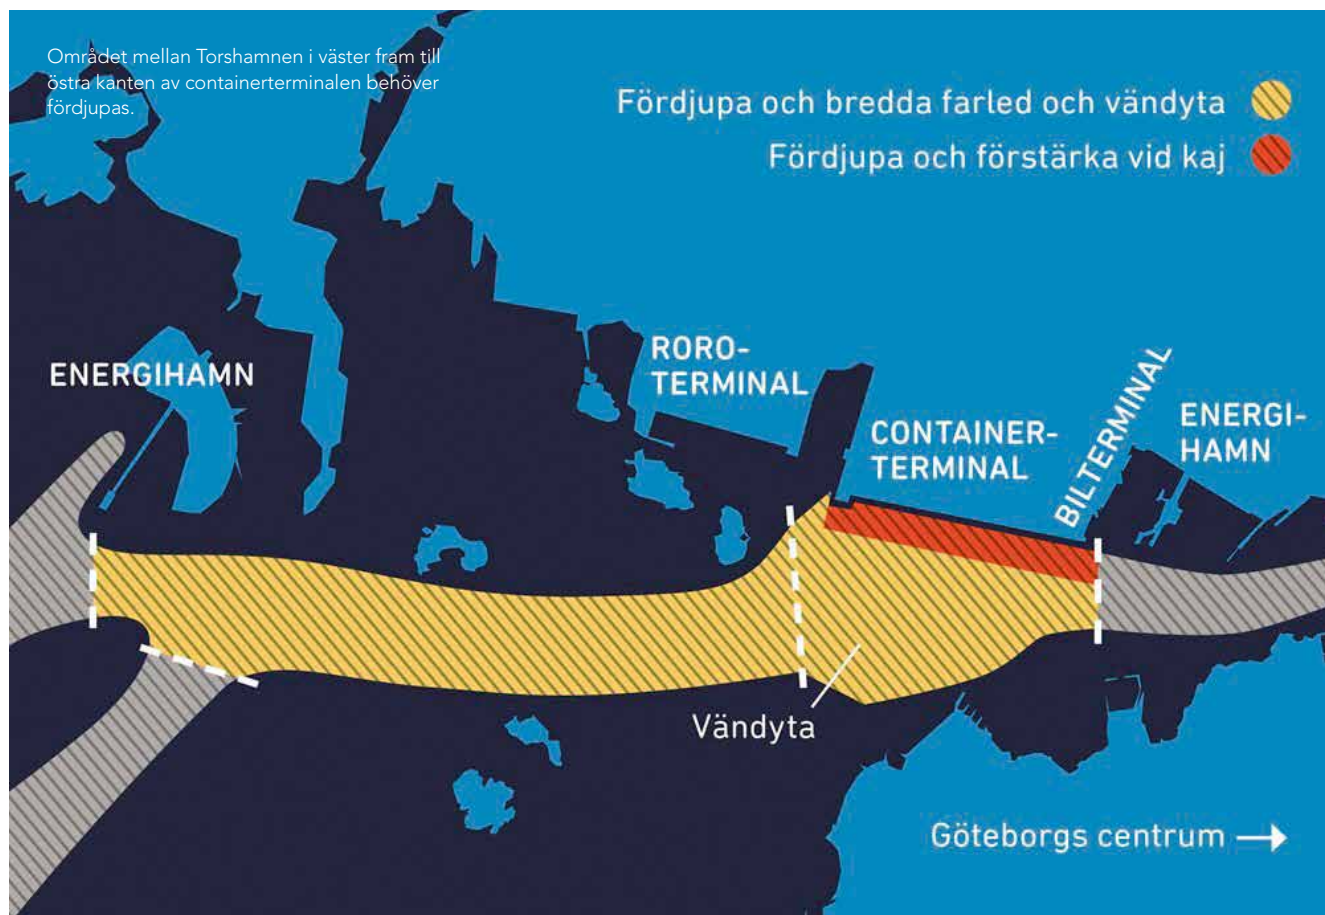 Området mellan Torshamnen i väster fram till
östra kanten av containerterminalen behöver
fördjupas.
Fördjupa och bredda farled och vändyta
Fördjupa och förstärka vid kaj
ENERGIHAMN
RORO-
TERMINAL
CONTAINER-
TERMINAL
BILTERMINAL
ENERGI-
HAMN
Vändyta
Göteborgs centrum